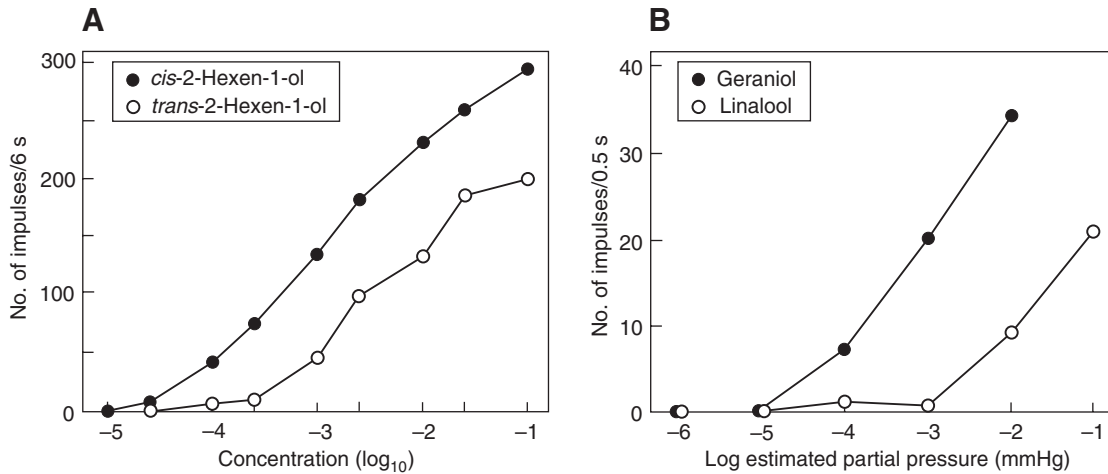 A
300
200
100
0
No. of impulses/6 s
cis-2-Hexen-1-ol
trans-2-Hexen-1-ol
–5
–4
–3
–2
–1
Concentration (log10)
B
40
30
20
10
0
No. of impulses/0.5 s
Geraniol
Linalool
–6
–5
–4
–3
–2
–1
Log estimated partial pressure (mmHg)